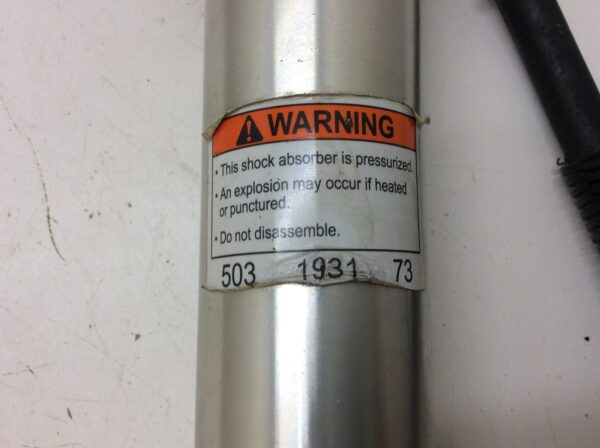 WARNING
• This shock absorber is pressurized.
• An explosion may occur if heated
or punctured.
• Do not disassemble.
503 1931 73